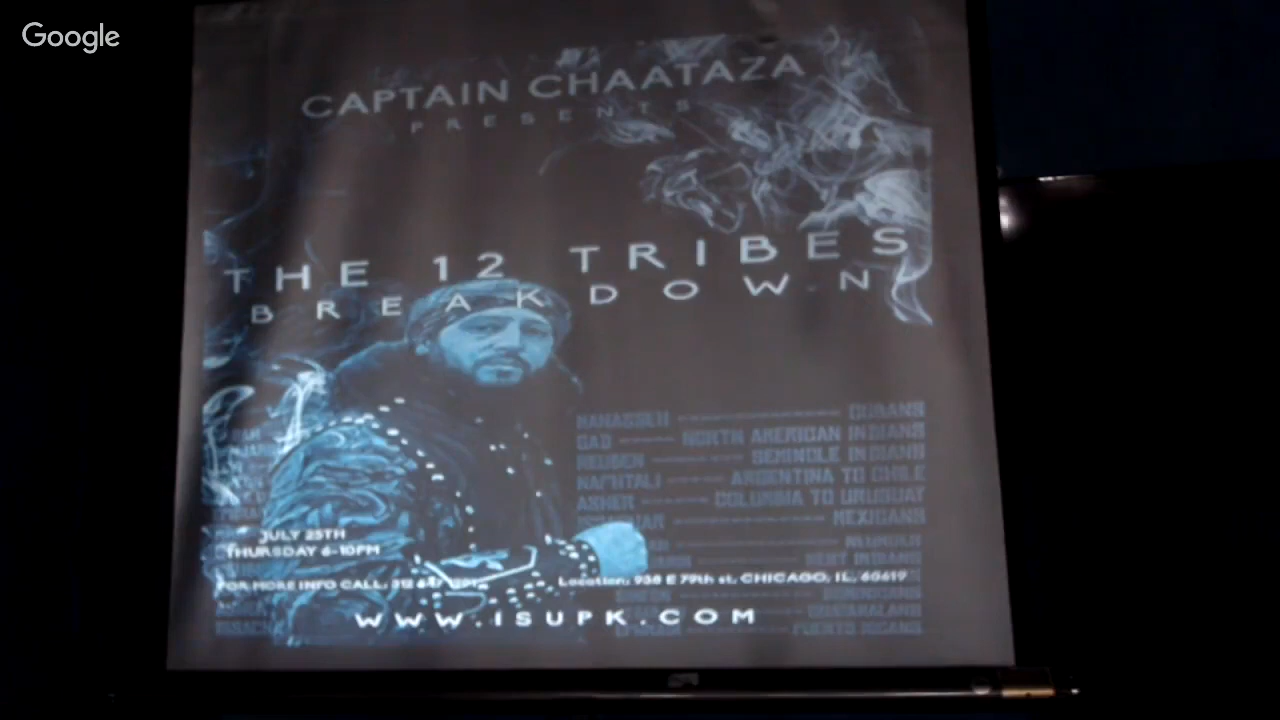 Google
CAPTAIN CHAATAZA
PRESENTS
THE 12 TRIBES
BREAKDOWN
MANASSEH CUBANS
GAD NORTH AMERICAN INDIANS
REUBEN SEMINOLE INDIANS
NAPHTALI ARGENTINA TO CHILE
ASHER COLUMBIA TO URUGUAY
MEXICANS
WEST INDIANS
DOMINICANS
GUATAMALANS
PUERTO RICANS
JULY 25TH
THURSDAY 6-10PM
FOR MORE INFO CALL: 312
Location: 938 E 79th st, CHICAGO, IL, 60619
WWW.ISUPK.COM